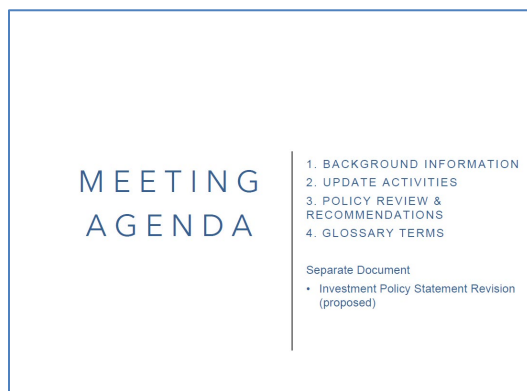 MEETING
AGENDA
1. BACKGROUND INFORMATION
2. UPDATE ACTIVITIES
3. POLICY REVIEW &
RECOMMENDATIONS
4. GLOSSARY TERMS
Separate Document
• Investment Policy Statement Revision
(proposed)